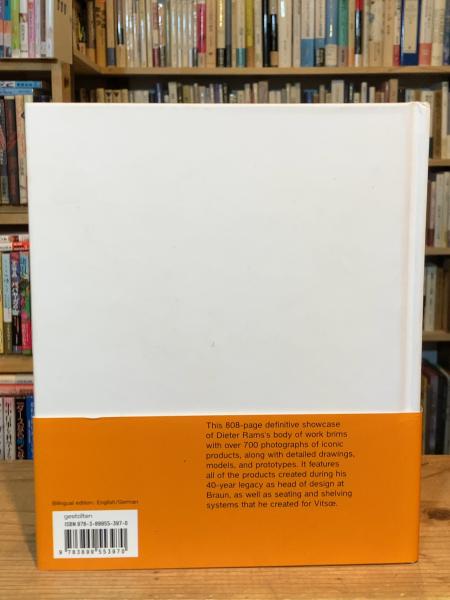 This 808-page definitive showcase
of Dieter Rams's body of work brims
with over 700 photographs of iconic
products, along with detailed drawings,
models, and prototypes. It features
all of the products created during his
40-year legacy as head of design at
Braun, as well as seating and shelving
systems that he created for Vitsœ.
Bilingual edition: English/German
gestalten
ISBN 978-3-89955-397-0
9 783899 553970